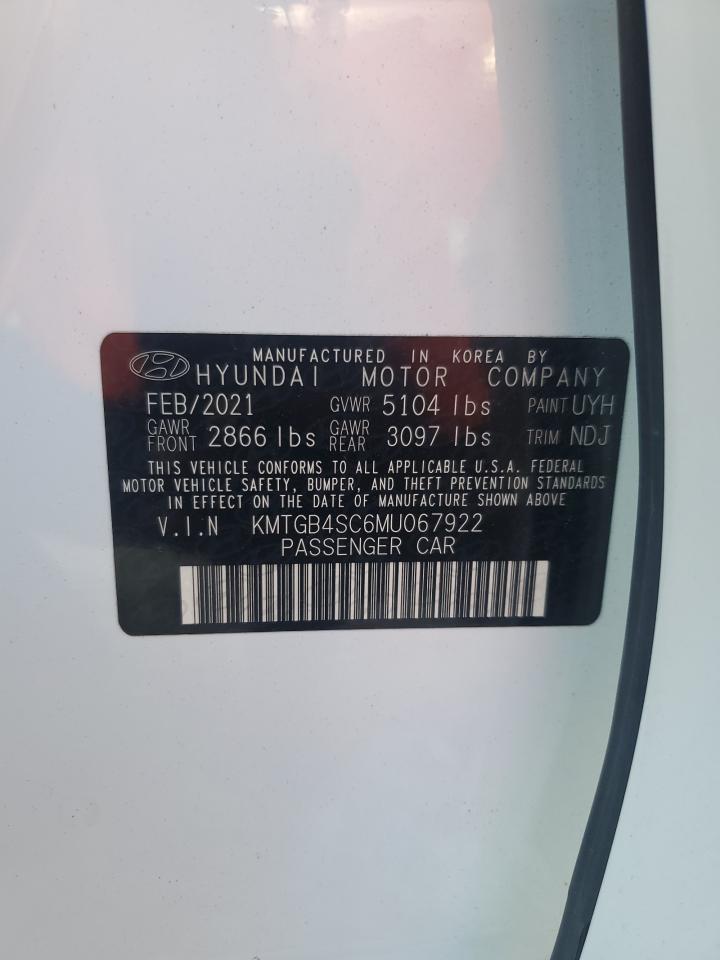 MANUFACTURED IN KOREA BY
HYUNDAI MOTOR COMPANY
FEB/2021 GVWR 5104 lbs PAINT UYH
GAWR FRONT 2866 lbs GAWR REAR 3097 lbs TRIM NDJ
THIS VEHICLE CONFORMS TO ALL APPLICABLE U.S.A. FEDERAL
MOTOR VEHICLE SAFETY, BUMPER, AND THEFT PREVENTION STANDARDS
IN EFFECT ON THE DATE OF MANUFACTURE SHOWN ABOVE
V.I.N KMTGB4SC6MU067922
PASSENGER CAR